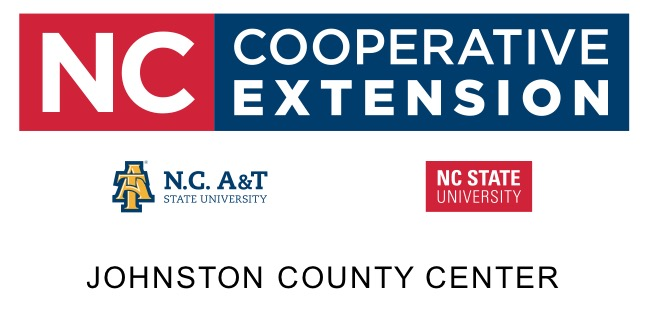 NC COOPERATIVE
EXTENSION
N.C. A&T
STATE UNIVERSITY
NC STATE
UNIVERSITY
JOHNSTON COUNTY CENTER